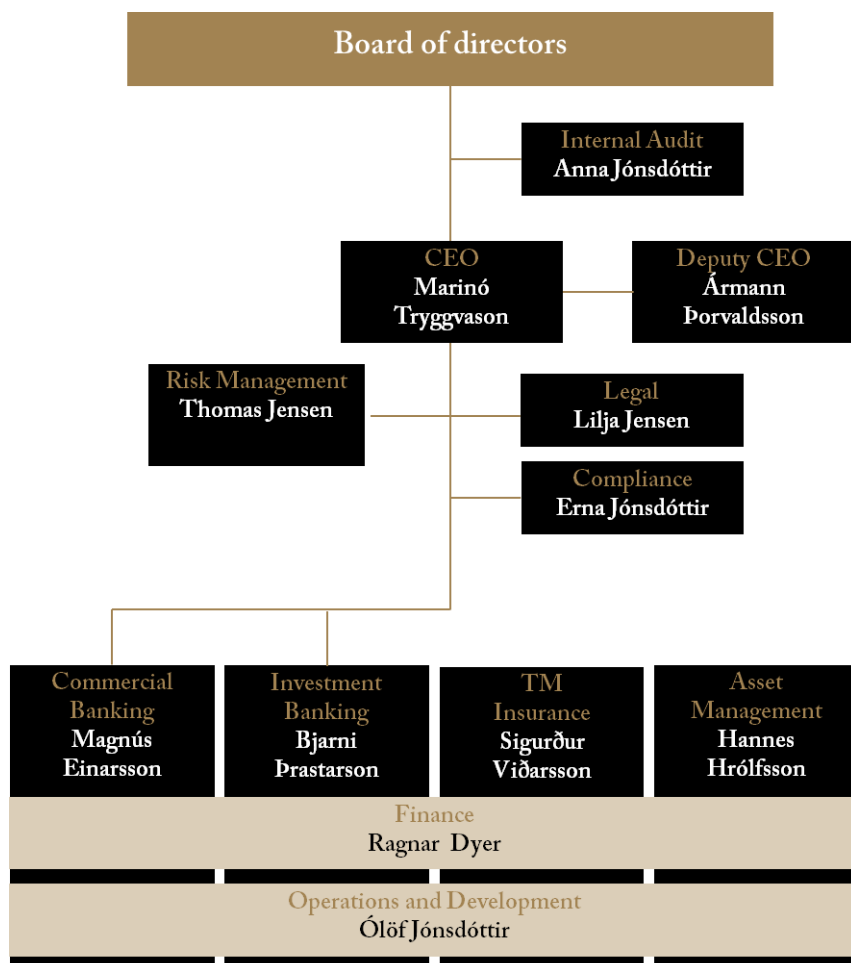 Board of directors
Internal Audit
Anna Jónsdóttir
CEO
Marinó
Tryggvason
Deputy CEO
Ármann
Þorvaldsson
Risk Management
Thomas Jensen
Legal
Lilja Jensen
Compliance
Erna Jónsdóttir
Commercial
Banking
Magnús
Einarsson
Investment
Banking
Bjarni
Þrastarson
TM
Insurance
Sigurður
Viðarsson
Asset
Management
Hannes
Hrólfsson
Finance
Ragnar Dyer
Operations and Development
Ólöf Jónsdóttir